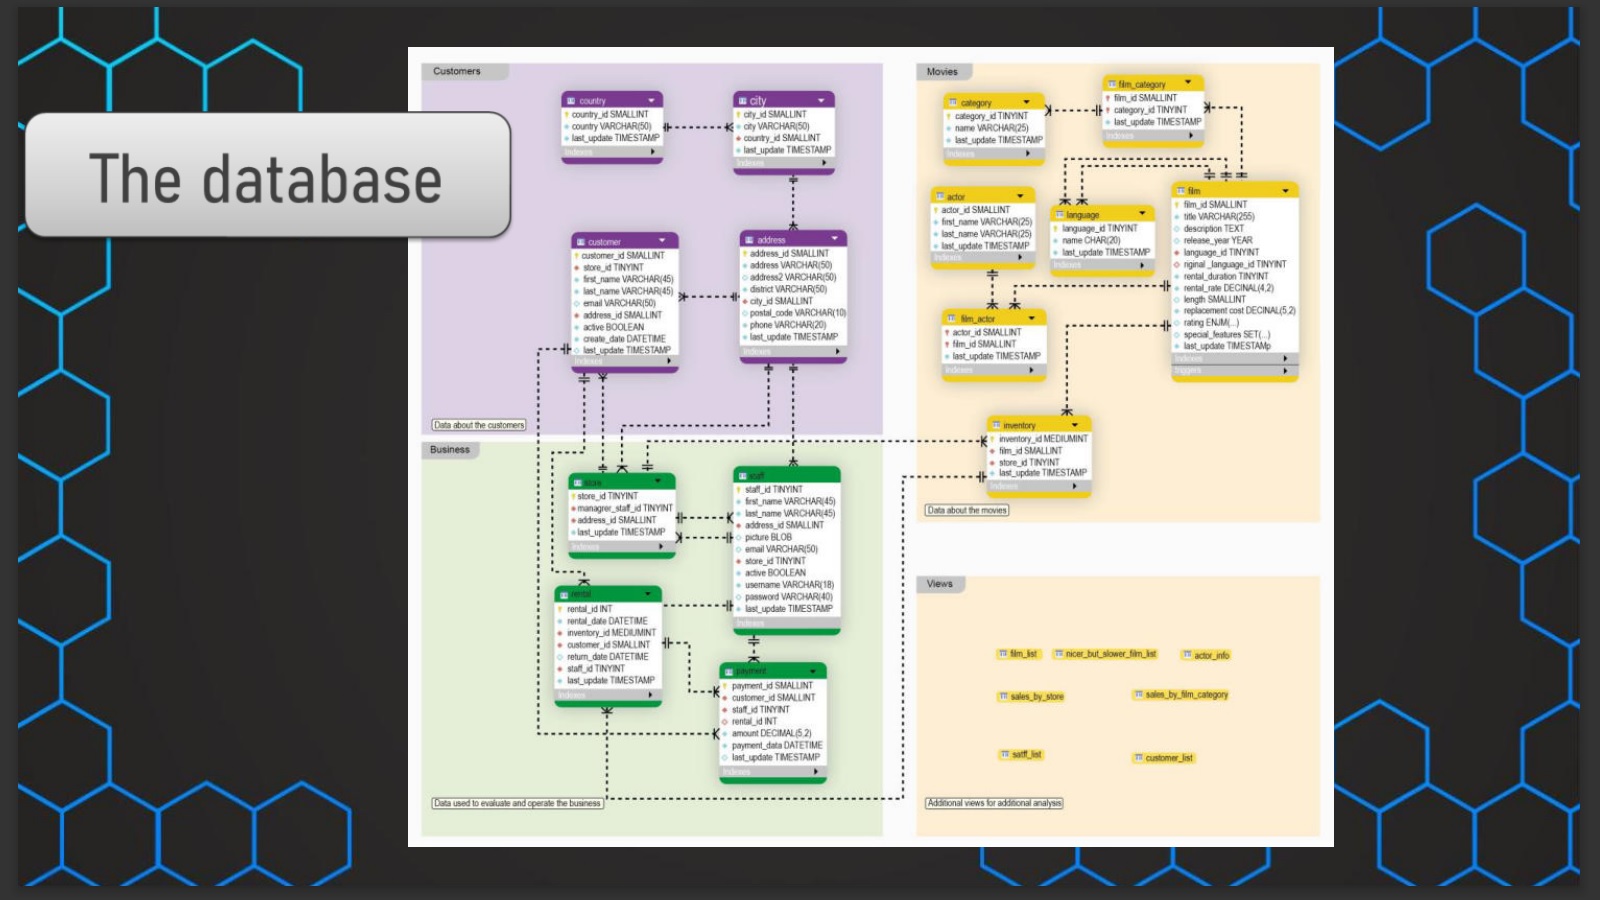 The database
Customers
country
country_id SMALLINT
country VARCHAR(50)
last_update TIMESTAMP
Indexes
city
city_id SMALLINT
city VARCHAR(50)
country_id SMALLINT
last_update TIMESTAMP
Indexes
customer
customer_id SMALLINT
store_id TINYINT
first_name VARCHAR(45)
last_name VARCHAR(45)
email VARCHAR(50)
address_id SMALLINT
active BOOLEAN
create_date DATETIME
last_update TIMESTAMP
Indexes
address
address_id SMALLINT
address VARCHAR(50)
address2 VARCHAR(50)
district VARCHAR(50)
city_id SMALLINT
postal_code VARCHAR(10)
phone VARCHAR(20)
last_update TIMESTAMP
Indexes
Data about the customers
Business
store
store_id TINYINT
managrer_staff_id TINYINT
address_id SMALLINT
last_update TIMESTAMP
Indexes
staff
staff_id TINYINT
first_name VARCHAR(45)
last_name VARCHAR(45)
address_id SMALLINT
picture BLOB
email VARCHAR(50)
store_id TINYINT
active BOOLEAN
username VARCHAR(18)
password VARCHAR(40)
last_update TIMESTAMP
Indexes
rental
rental_id INT
rental_date DATETIME
inventory_id MEDIUMINT
customer_id SMALLINT
return_date DATETIME
staff_id TINYINT
last_update TIMESTAMP
Indexes
payment
payment_id SMALLINT
customer_id SMALLINT
staff_id TINYINT
rental_id INT
amount DECIMAL(5,2)
payment_data DATETIME
last_update TIMESTAMP
Indexes
Data used to evaluate and operate the business
Movies
category
category_id TINYINT
name VARCHAR(25)
last_update TIMESTAMP
Indexes
film_category
film_id SMALLINT
category_id TINYINT
last_update TIMESTAMP
Indexes
actor
actor_id SMALLINT
first_name VARCHAR(25)
last_name VARCHAR(25)
last_update TIMESTAMP
Indexes
language
language_id TINYINT
name CHAR(20)
last_update TIMESTAMP
Indexes
film
film_id SMALLINT
title VARCHAR(255)
description TEXT
release_year YEAR
language_id TINYINT
riginal_language_id TINYINT
rental_duration TINYINT
rental_rate DECINAL(4,2)
length SMALLINT
replacement cost DECINAL(5,2)
rating ENJM(...)
special_features SET(...)
last_update TIMESTAMp
Indexes
triggers
film_actor
actor_id SMALLINT
film_id SMALLINT
last_update TIMESTAMP
Indexes
inventory
inventory_id MEDIUMINT
film_id SMALLINT
store_id TINYINT
last_update TIMESTAMP
Indexes
Data about the movies
Views
film_list
nicer_but_slower_film_list
actor_info
sales_by_store
sales_by_film_category
satff_list
customer_list
Additional views for additional analysis